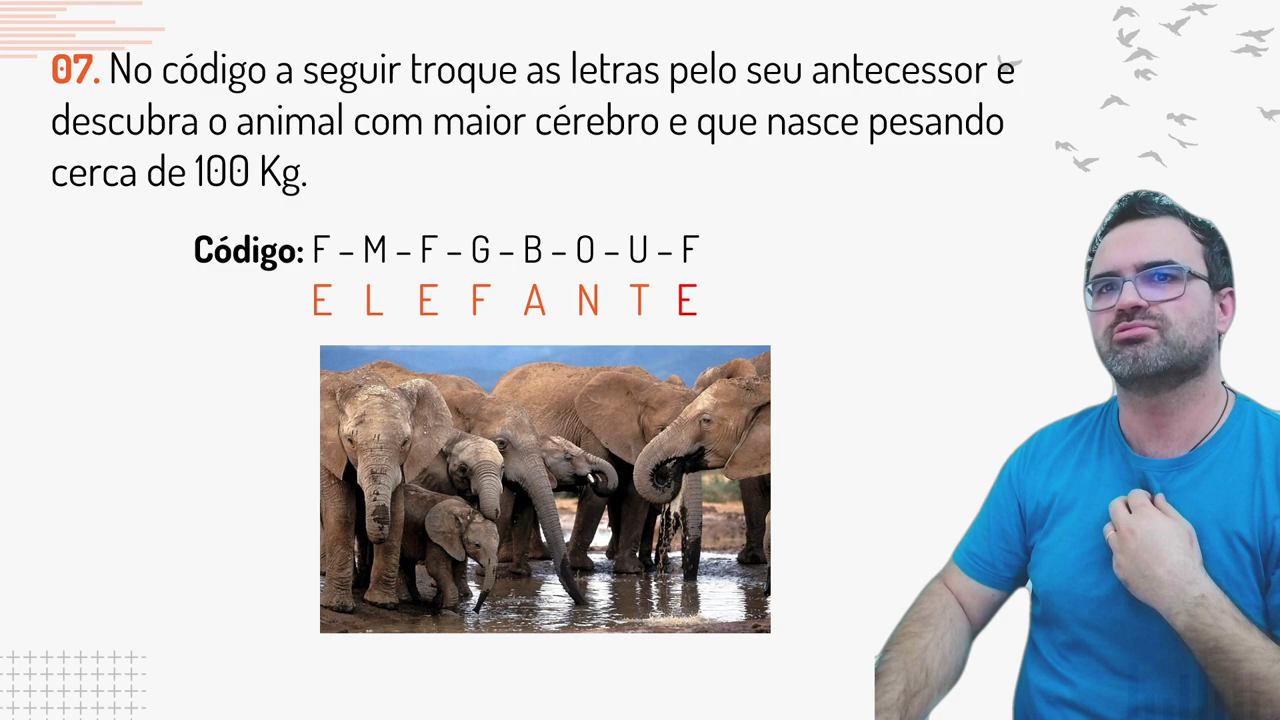 07. No código a seguir troque as letras pelo seu antecessor e
descubra o animal com maior cérebro e que nasce pesando
cerca de 100 Kg.
Código: F – M – F – G – B – O – U – F
E L E F A N T E